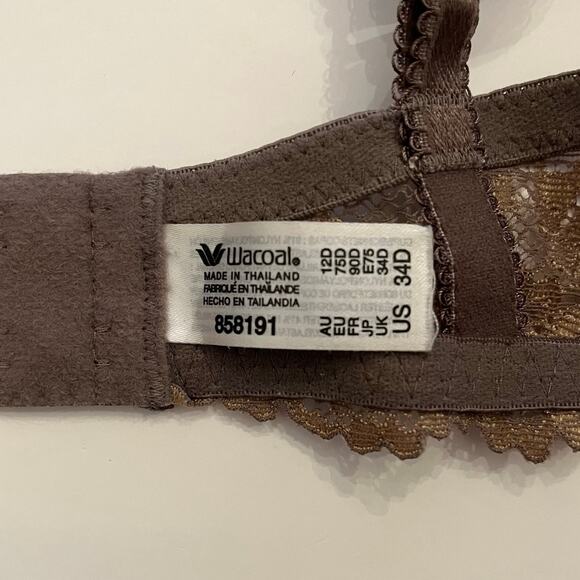 Wacoal®
MADE IN THAILAND
FABRIQUÉ EN THAÏLANDE
HECHO EN TAILANDIA
858191
AU 12D
EU 75D
FR 90D
JP E75
UK 34D
US 34D